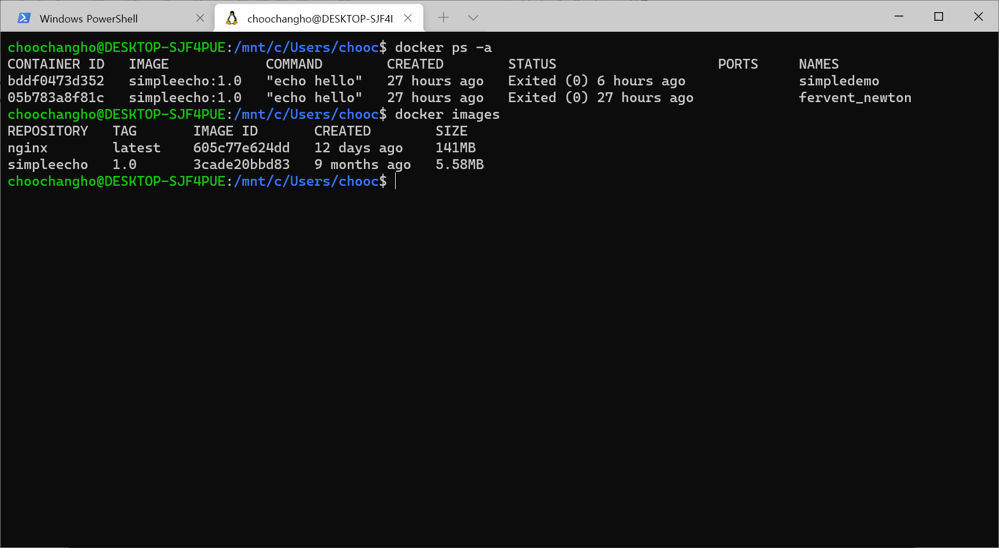 Windows PowerShell
choochangho@DESKTOP-SJF4
choochangho@DESKTOP-SJF4PUE:/mnt/c/Users/chooc$ docker ps -a
CONTAINER ID   IMAGE            COMMAND        CREATED        STATUS                    PORTS     NAMES
bddf0473d352   simpleecho:1.0   "echo hello"   27 hours ago   Exited (0) 6 hours ago              simpledemo
05b783a8f81c   simpleecho:1.0   "echo hello"   27 hours ago   Exited (0) 27 hours ago             fervent_newton
choochangho@DESKTOP-SJF4PUE:/mnt/c/Users/chooc$ docker images
REPOSITORY   TAG       IMAGE ID       CREATED        SIZE
nginx        latest    605c77e624dd   12 days ago    141MB
simpleecho   1.0       3cade20bbd83   9 months ago   5.58MB
choochangho@DESKTOP-SJF4PUE:/mnt/c/Users/chooc$